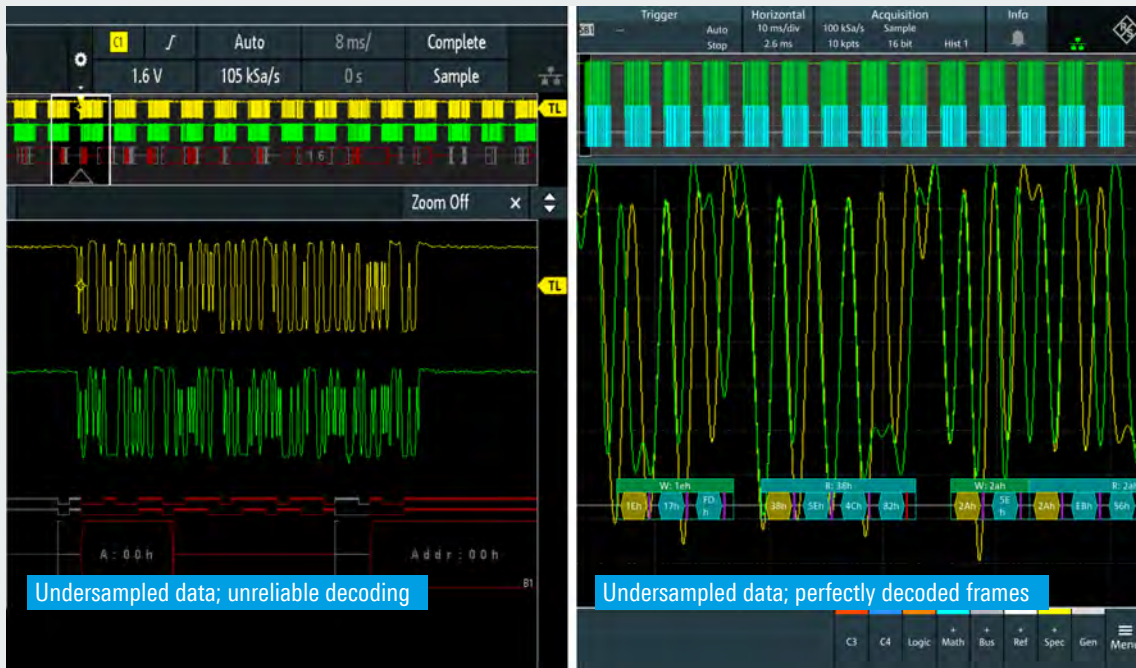 C1 Auto 8 ms/ Complete
1.6 V 105 kSa/s 0 s Sample
TL
16
Zoom Off ×
TL
A:00h Addr:00h
B1
Undersampled data; unreliable decoding
Trigger Horizontal Acquisition Info
Auto 10 ms/div 100 kSa/s Sample
Stop 2.6 ms 10 kpts 16 bit Hist 1
W: 1eh R: 38h W: 2ah R: 2ah
1Eh 17h FDh 38h 5Eh 4Ch 82h 2Ah 5Eh 2Ah EBh 56h
Undersampled data; perfectly decoded frames
C3 C4 Logic + Math + Bus + Ref + Spec Gen Menu